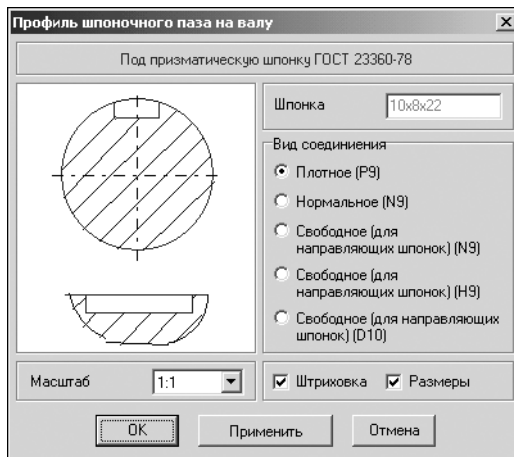 Профиль шпоночного паза на валу
Под призматическую шпонку ГОСТ 23360-78
Шпонка 10x8x22
Вид соединиения
Плотное (P9)
Нормальное (N9)
Свободное (для
направляющих шпонок) (N9)
Свободное (для
направляющих шпонок) (H9)
Свободное (для направляющих
шпонок) (D10)
Масштаб 1:1
Штриховка Размеры
OK Применить Отмена